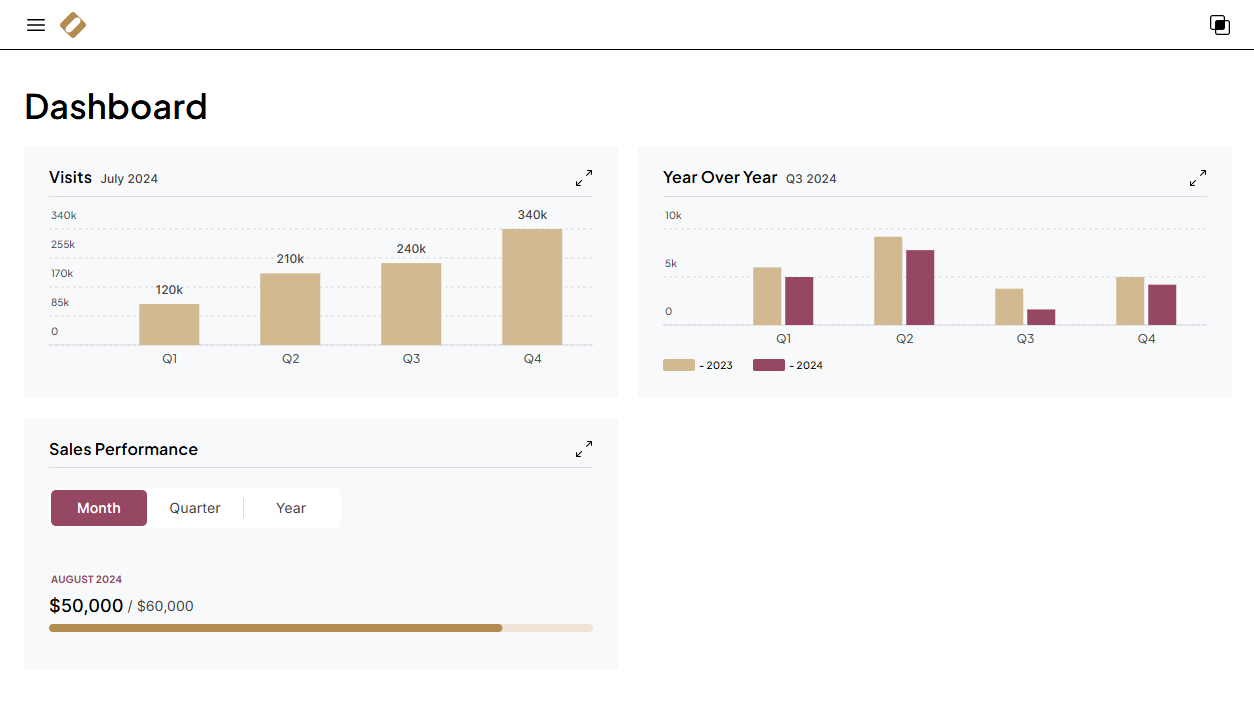 Dashboard
Visits July 2024
340k
255k
170k
85k
0
120k
210k
240k
340k
Q1 Q2 Q3 Q4
Year Over Year Q3 2024
10k
5k
0
Q1 Q2 Q3 Q4
- 2023 - 2024
Sales Performance
Month Quarter Year
AUGUST 2024
$50,000 / $60,000